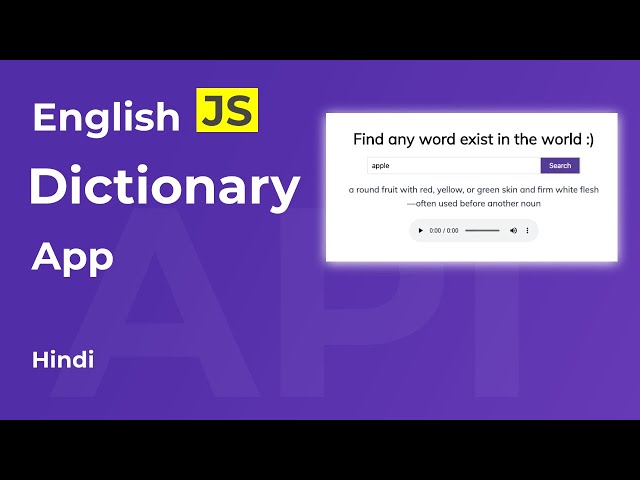 English JS
Dictionary
App
Hindi
API
Find any word exist in the world :)
apple
Search
a round fruit with red, yellow, or green skin and firm white flesh
—often used before another noun
0:00 / 0:00